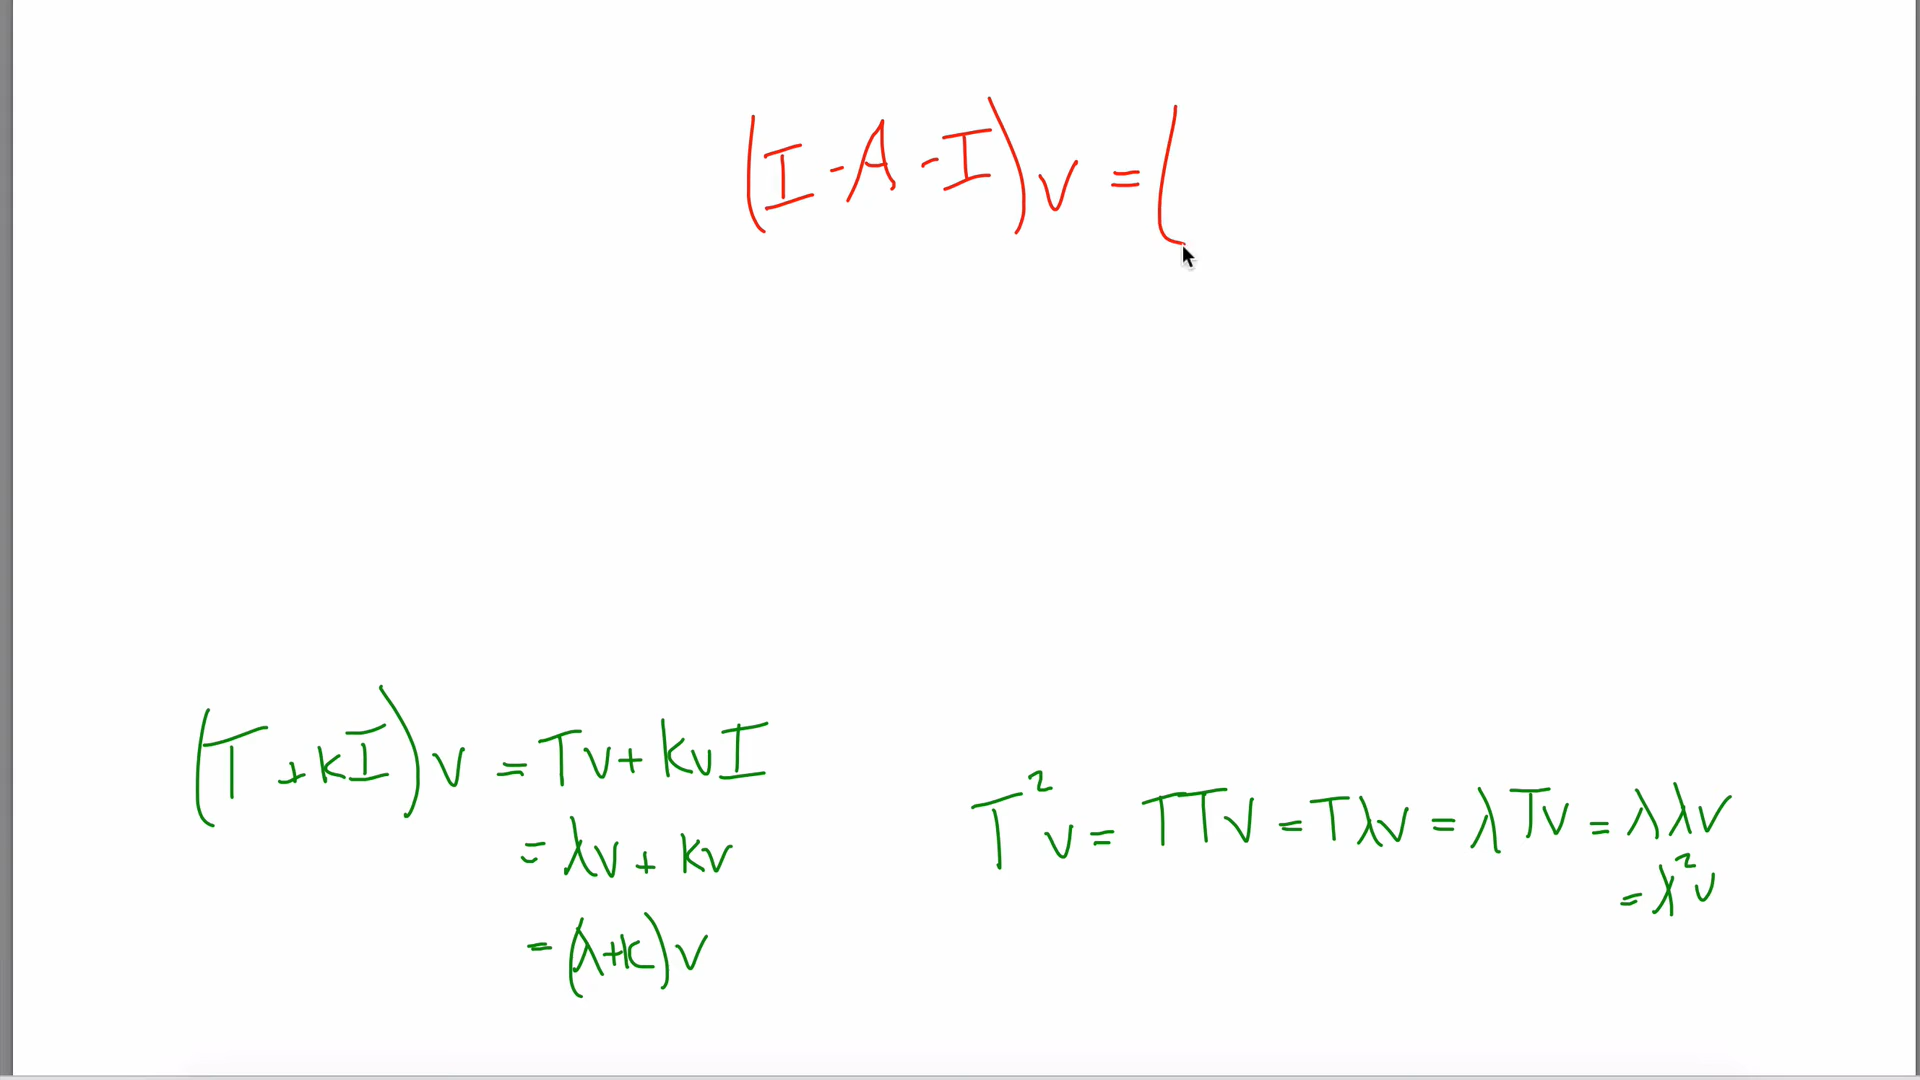 (I - A - I)v = (
(T + kI)v = Tv + kvI
= λv + kv
= (λ+k)v
T²v = TTv = Tλv = λTv = λλv
= λ²v